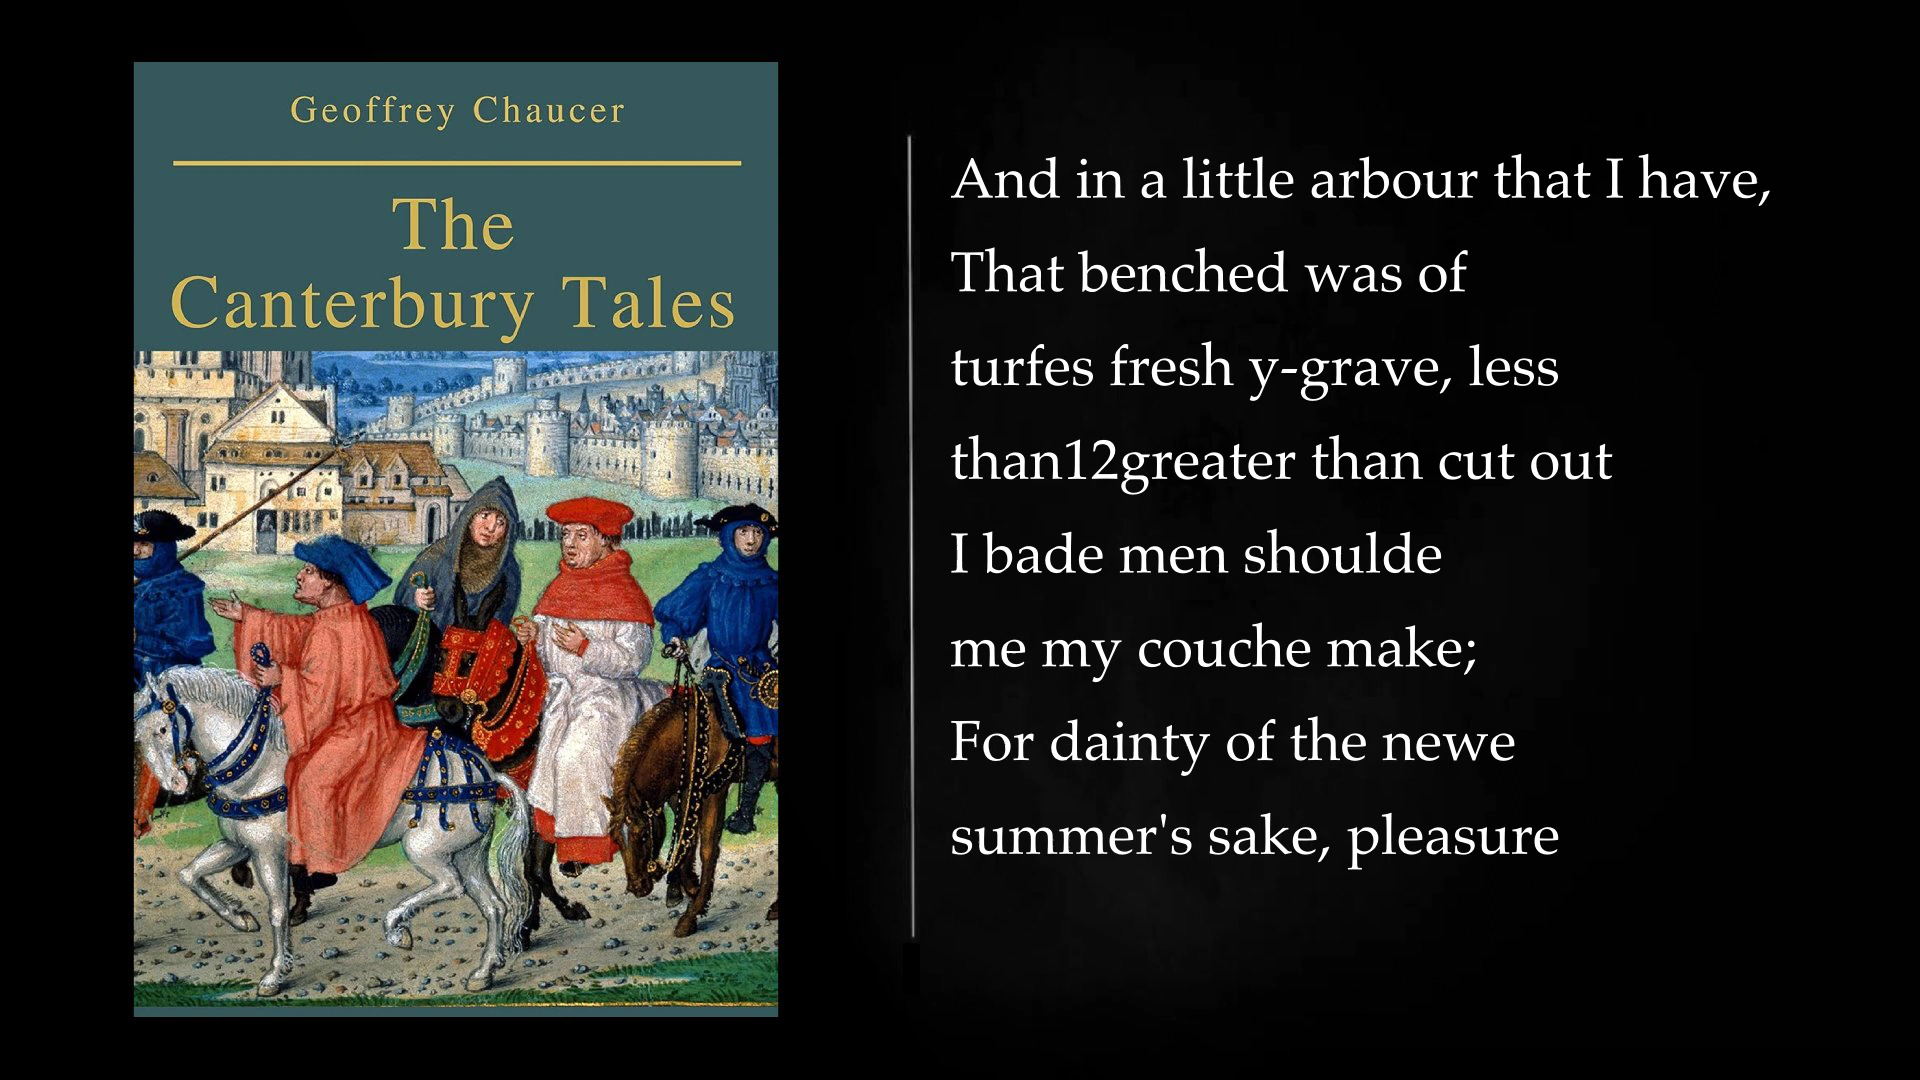 Geoffrey Chaucer
The
Canterbury Tales
And in a little arbour that I have,
That benched was of
turfes fresh y-grave, less
than12greater than cut out
I bade men shoulde
me my couche make;
For dainty of the newe
summer's sake, pleasure